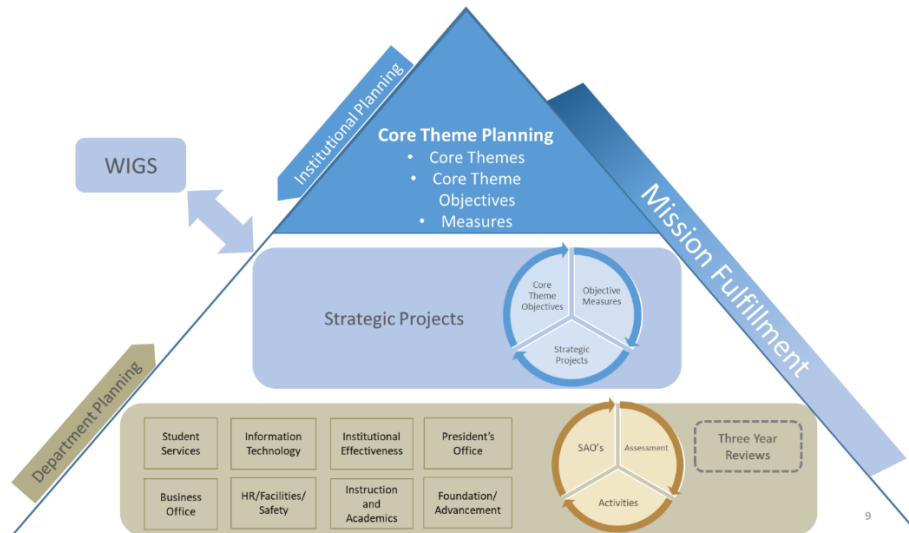 Institutional Planning
Core Theme Planning
• Core Themes
• Core Theme
Objectives
• Measures
WIGS
Mission Fulfillment
Strategic Projects
Core
Theme
Objectives
Objective
Measures
Strategic
Projects
Department Planning
Student
Services
Information
Technology
Institutional
Effectiveness
President's
Office
SAO's
Assessment
Activities
Three Year
Reviews
Business
Office
HR/Facilities/
Safety
Instruction
and
Academics
Foundation/
Advancement
9